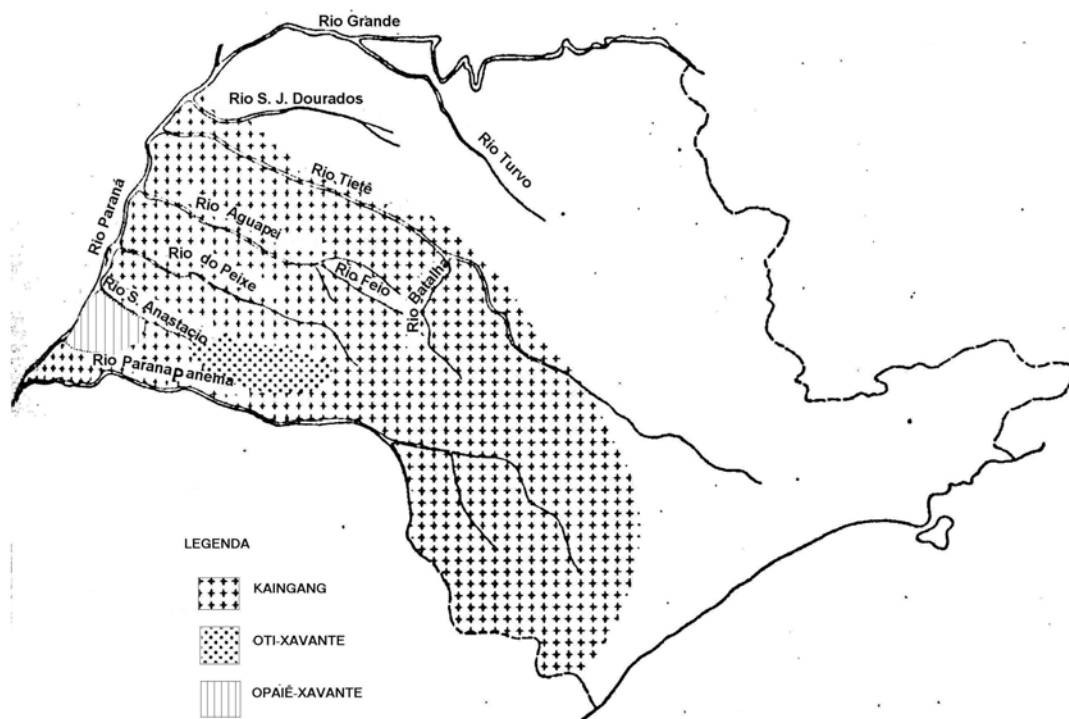 Rio Grande
Rio S. J. Dourados
Rio Turvo
Rio Tietê
Rio Paraná
Rio Aguapei
Rio do Peixe
Rio Feio
Rio Batalha
Rio S. Anastacio
Rio ParanaPanema
LEGENDA
KAINGANG
OTI-XAVANTE
OPAIÊ-XAVANTE